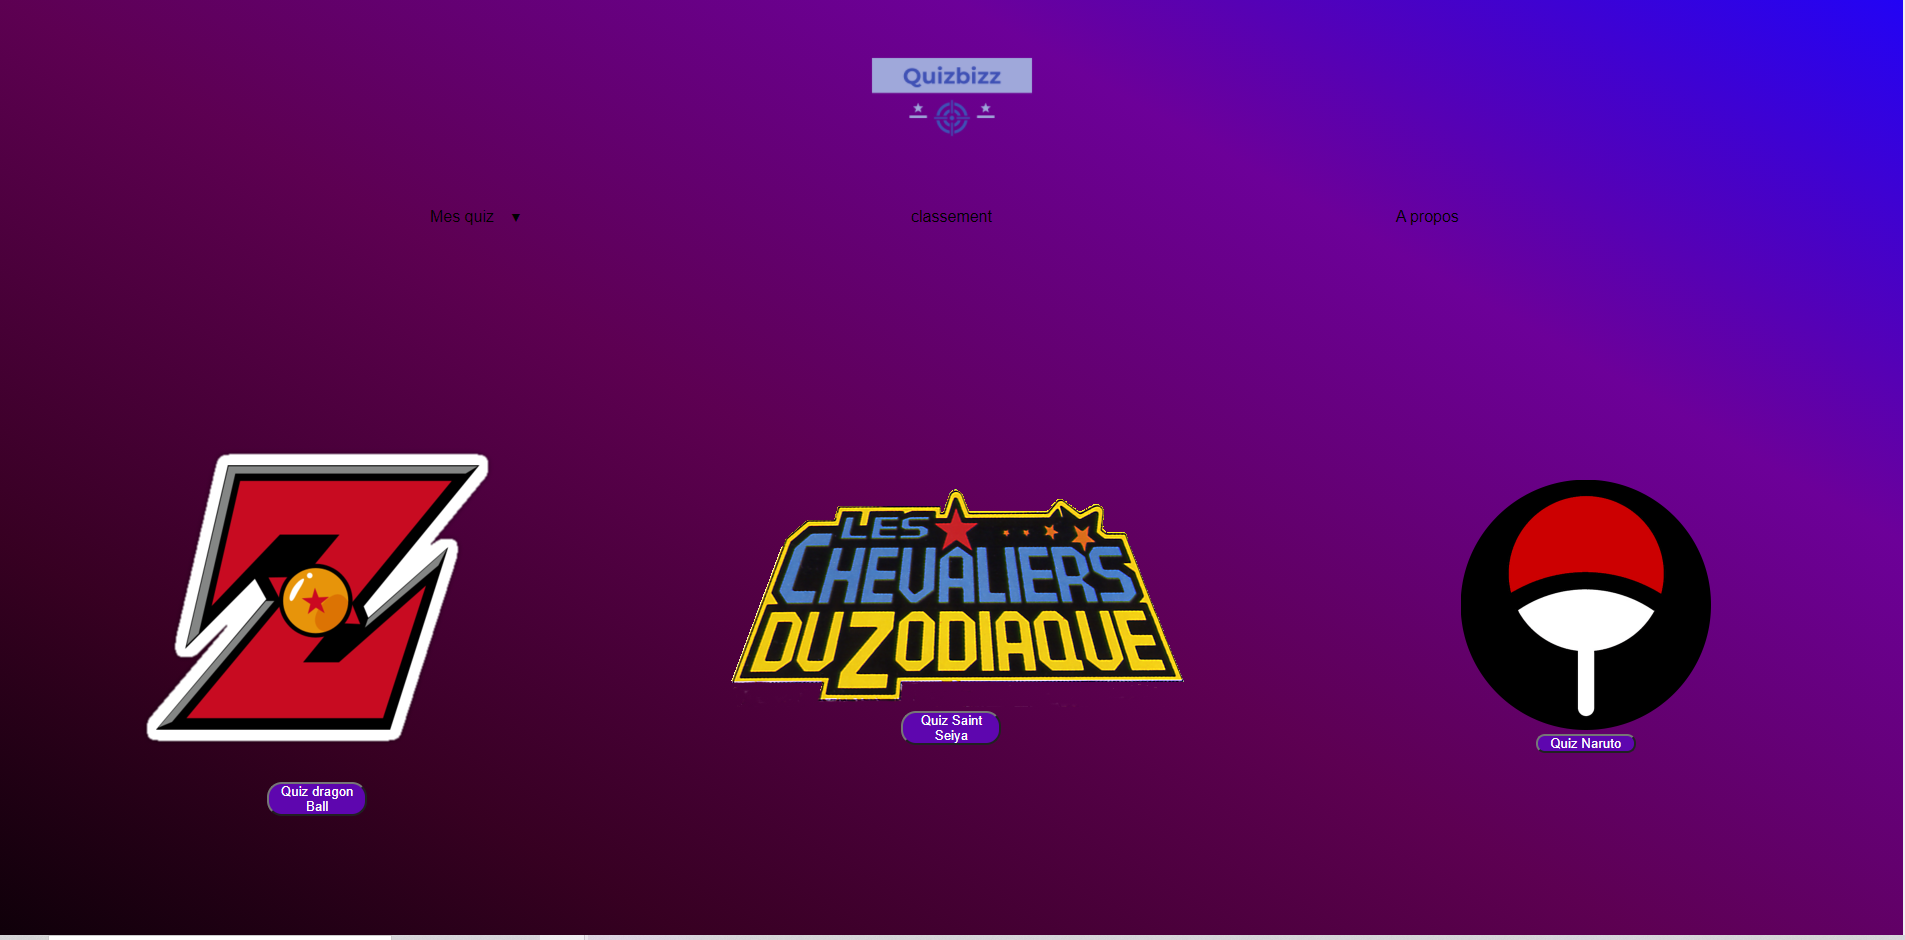 Quizbizz
Mes quiz ▼
classement
A propos
LES
CHEVALIERS
DU ZODIAQUE
Quiz dragon
Ball
Quiz Saint
Seiya
Quiz Naruto